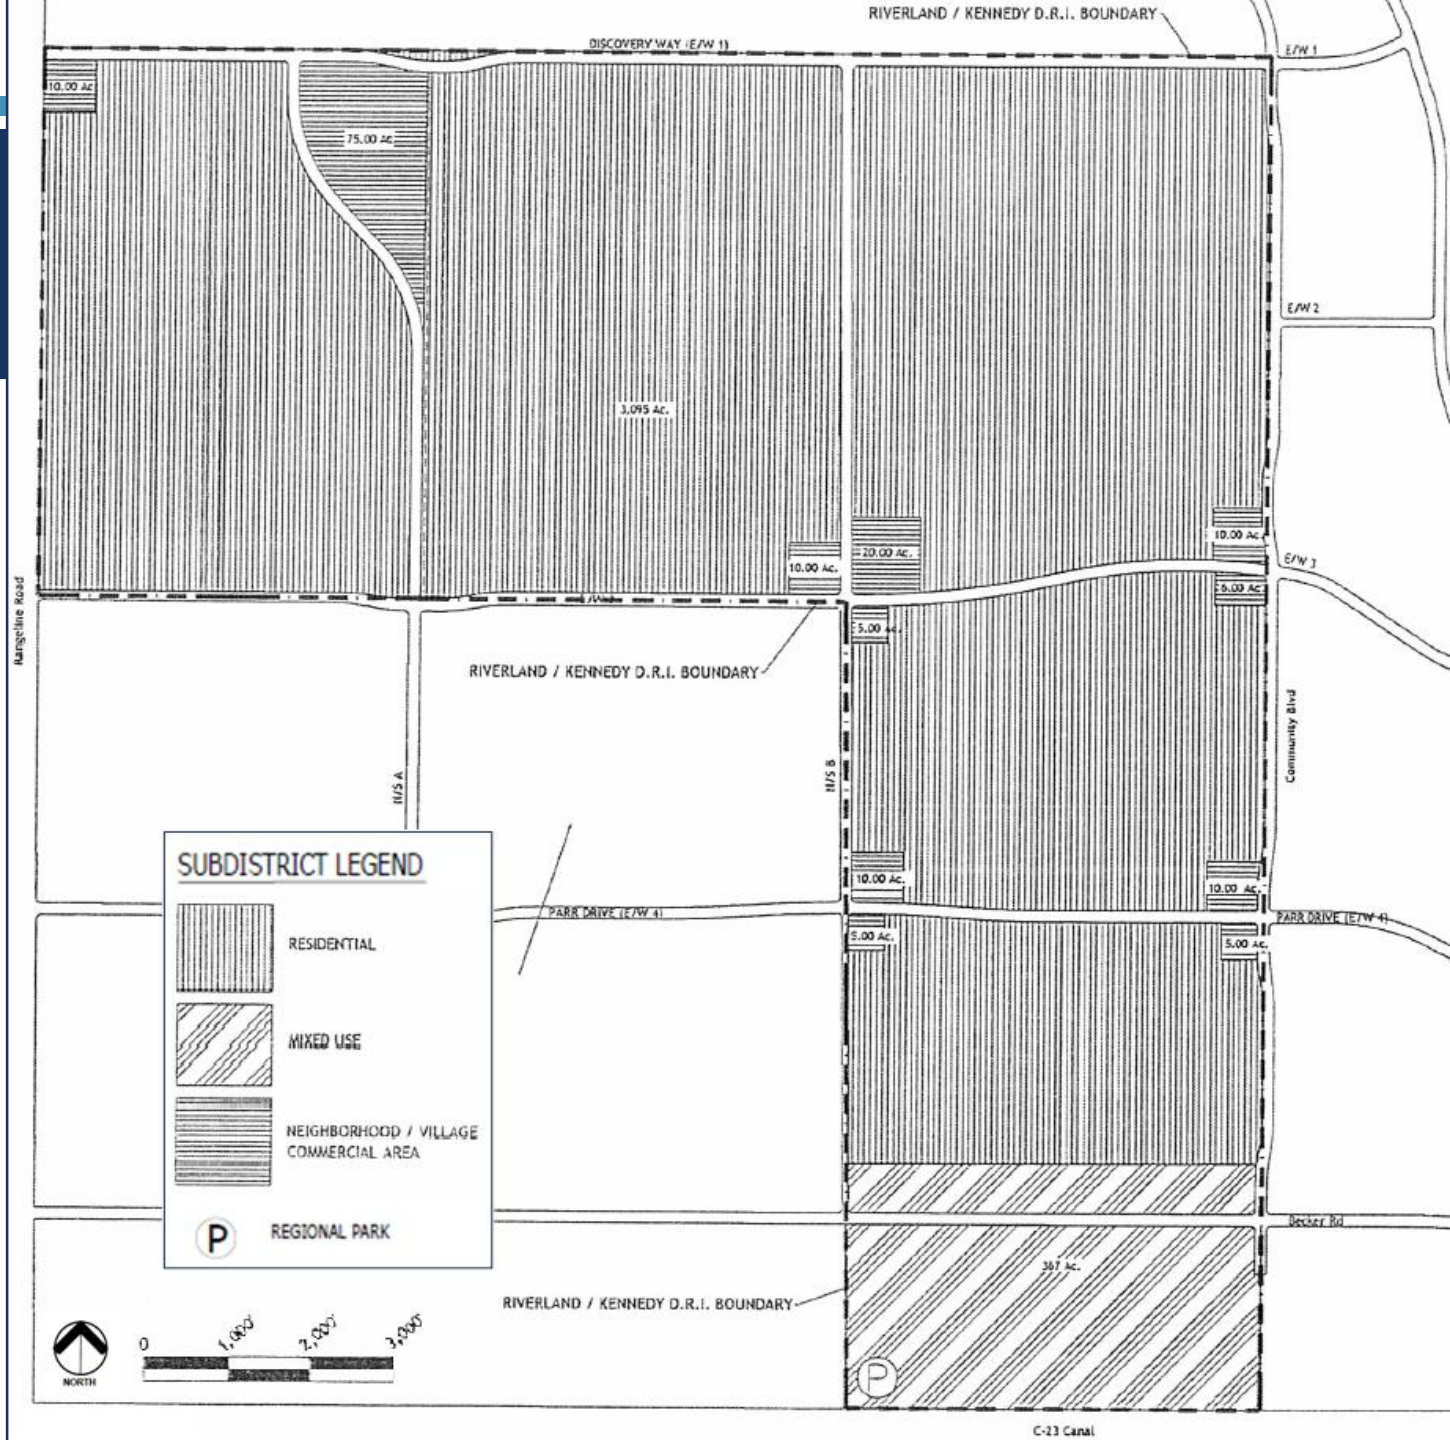 RIVERLAND / KENNEDY D.R.I. BOUNDARY
DISCOVERY WAY (E/W 1)
E/W 1
10.00 Ac
75.00 Ac
E/W 2
3,095 Ac.
10.00 Ac.
20.00 Ac.
10.00 Ac.
E/W 3
6.00 Ac.
5.00 Ac.
Rangeline Road
RIVERLAND / KENNEDY D.R.I. BOUNDARY
N/S A
N/S B
Community Blvd
SUBDISTRICT LEGEND
RESIDENTIAL
MIXED USE
NEIGHBORHOOD / VILLAGE
COMMERCIAL AREA
P
REGIONAL PARK
10.00 Ac.
10.00 Ac.
PARR DRIVE (E/W 4)
PARR DRIVE (E/W 4)
5.00 Ac.
5.00 Ac.
Becker Rd
367 Ac.
RIVERLAND / KENNEDY D.R.I. BOUNDARY
P
0 1,000' 2,000' 3,000'
NORTH
C-23 Canal